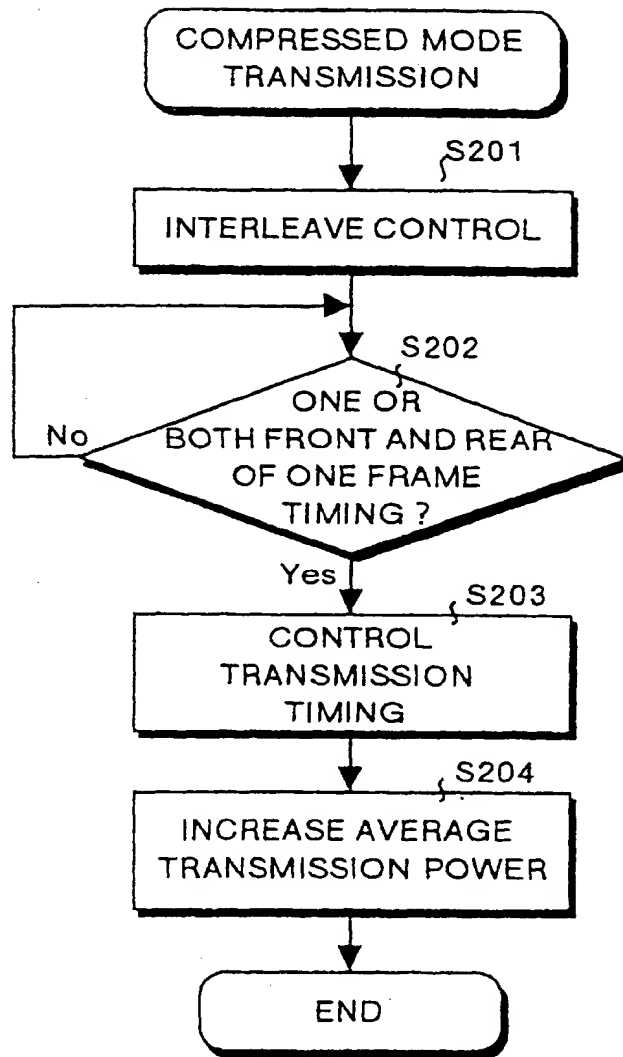 COMPRESSED MODE
TRANSMISSION
S201
INTERLEAVE CONTROL
S202
ONE OR
BOTH FRONT AND REAR
OF ONE FRAME
TIMING ?
No
Yes
S203
CONTROL
TRANSMISSION
TIMING
S204
INCREASE AVERAGE
TRANSMISSION POWER
END